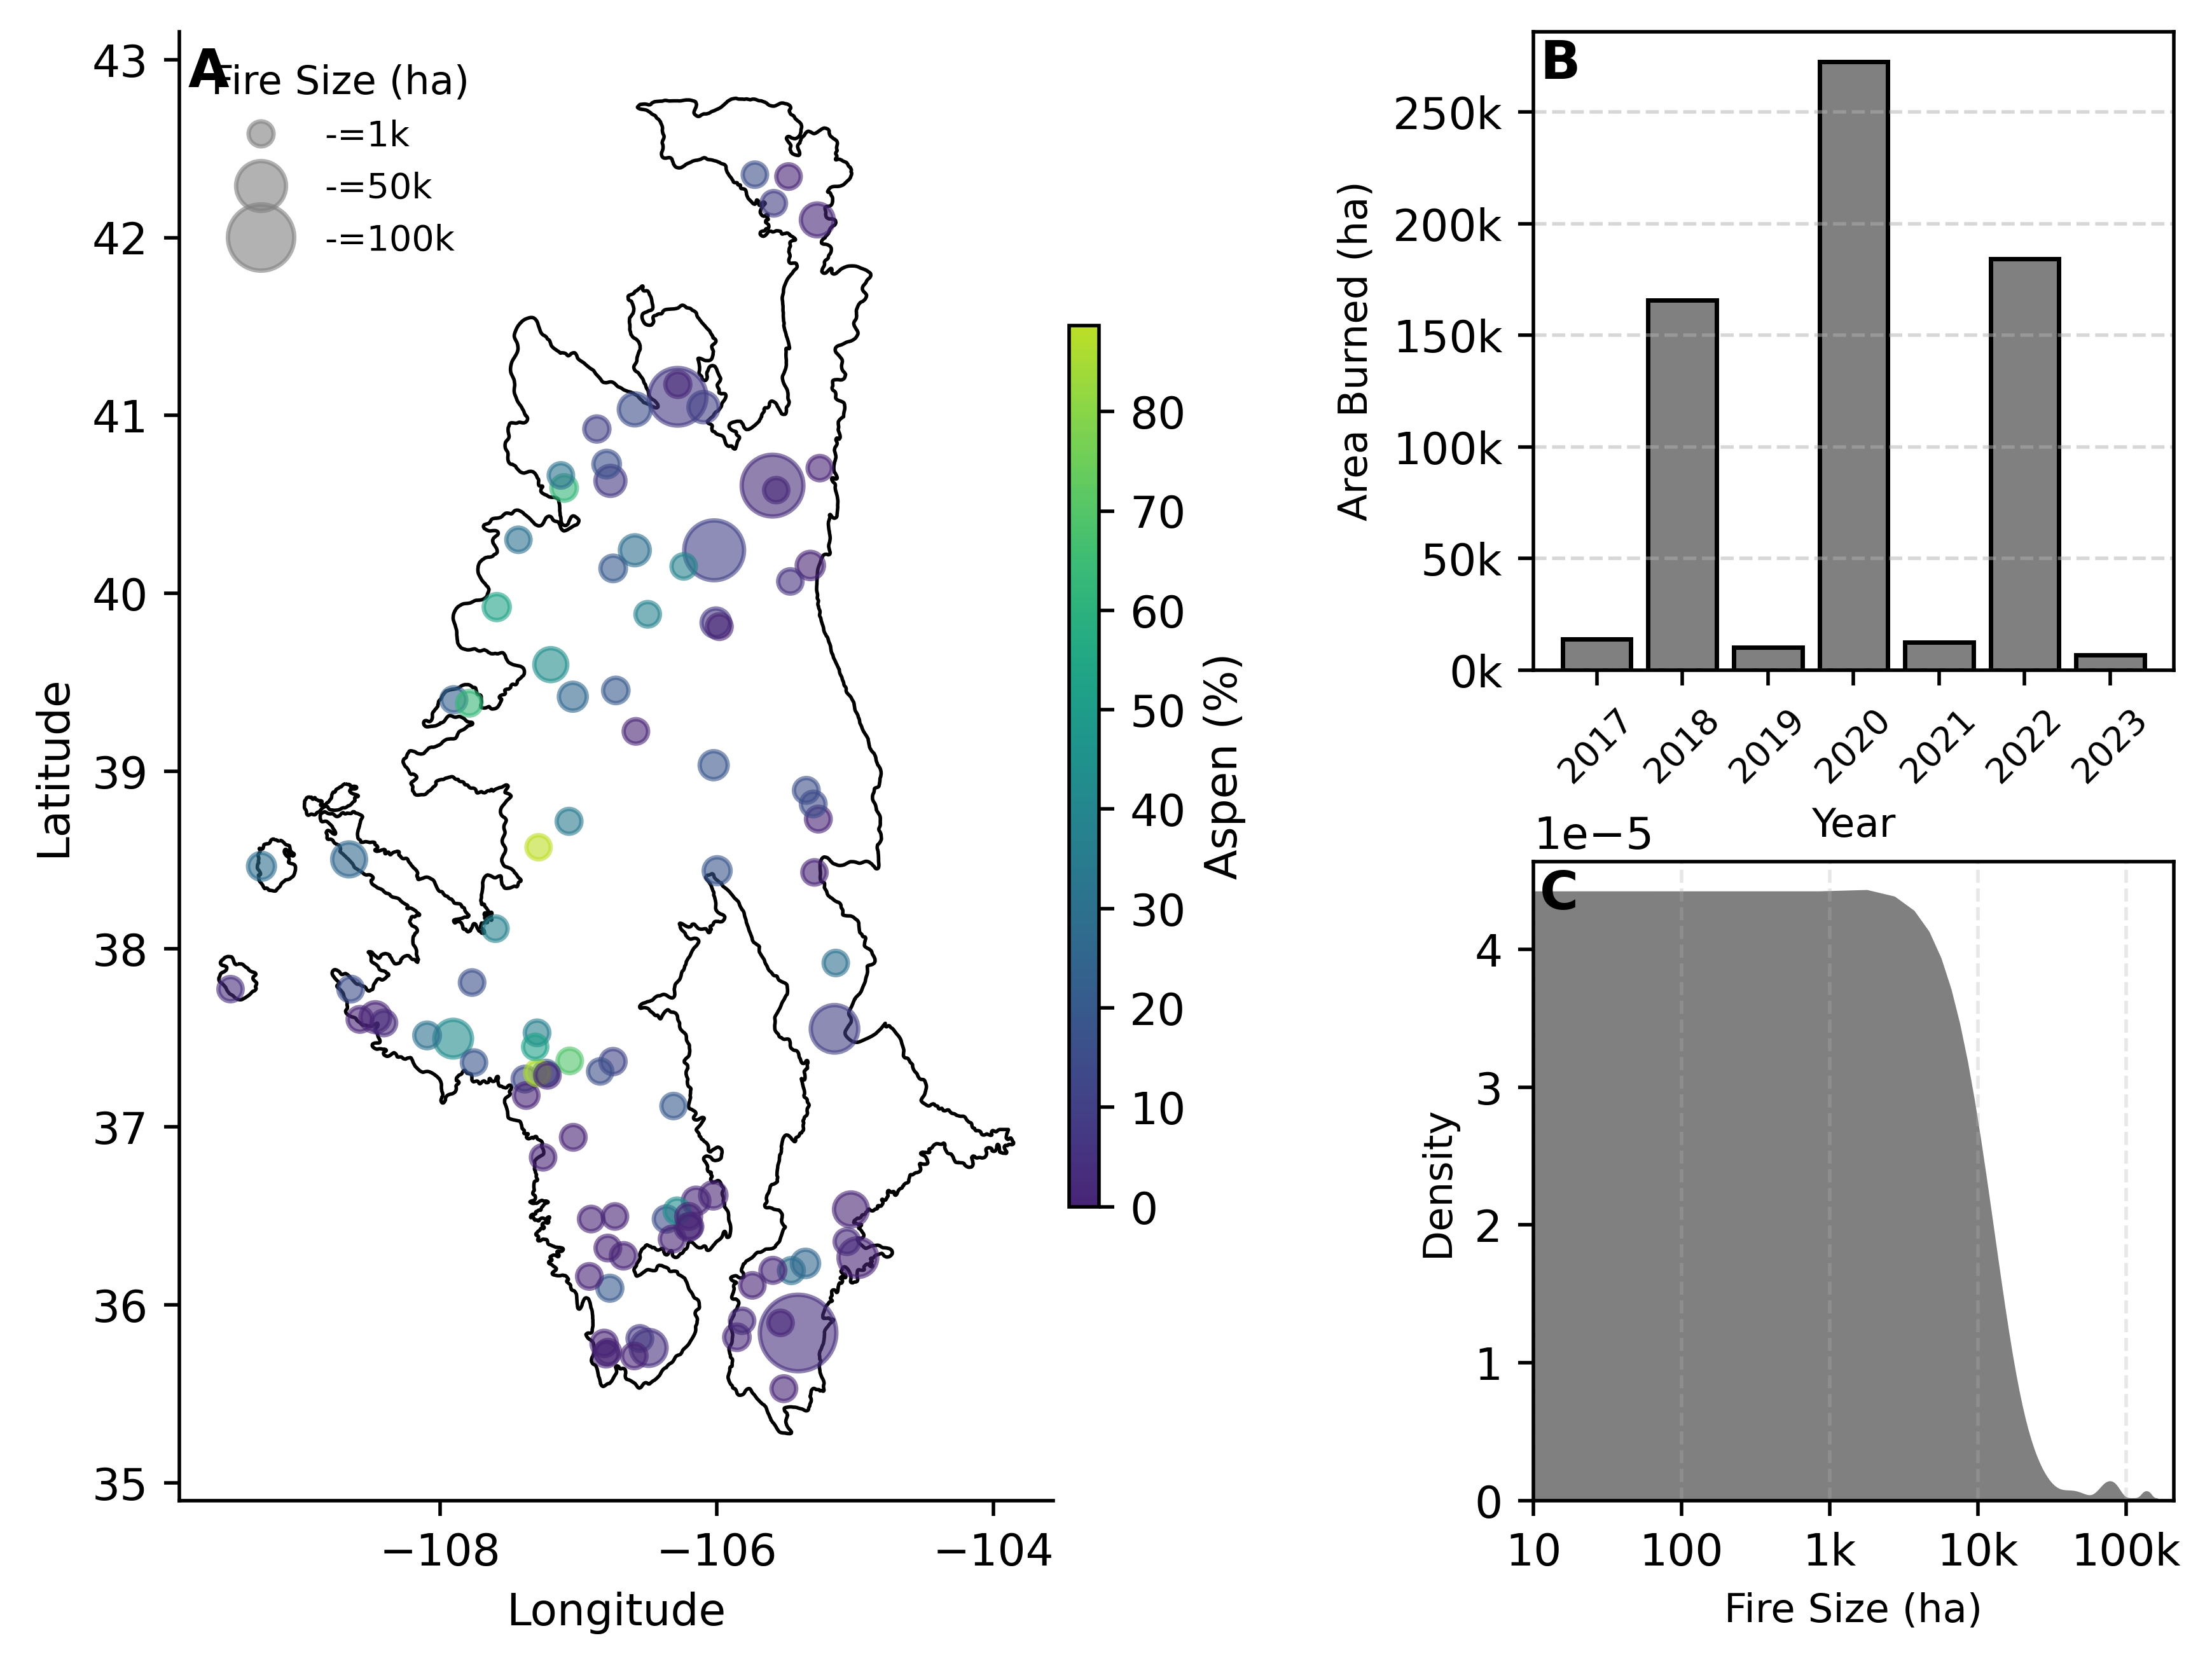 A
Fire Size (ha)
-=1k
-=50k
-=100k
43
42
41
40
39
38
37
36
35
Latitude
−108
−106
−104
Longitude
80
70
60
50
40
30
20
10
0
Aspen (%)
B
250k
200k
150k
100k
50k
0k
Area Burned (ha)
2017
2018
2019
2020
2021
2022
2023
Year
1e−5
C
4
3
2
1
0
Density
10
100
1k
10k
100k
Fire Size (ha)